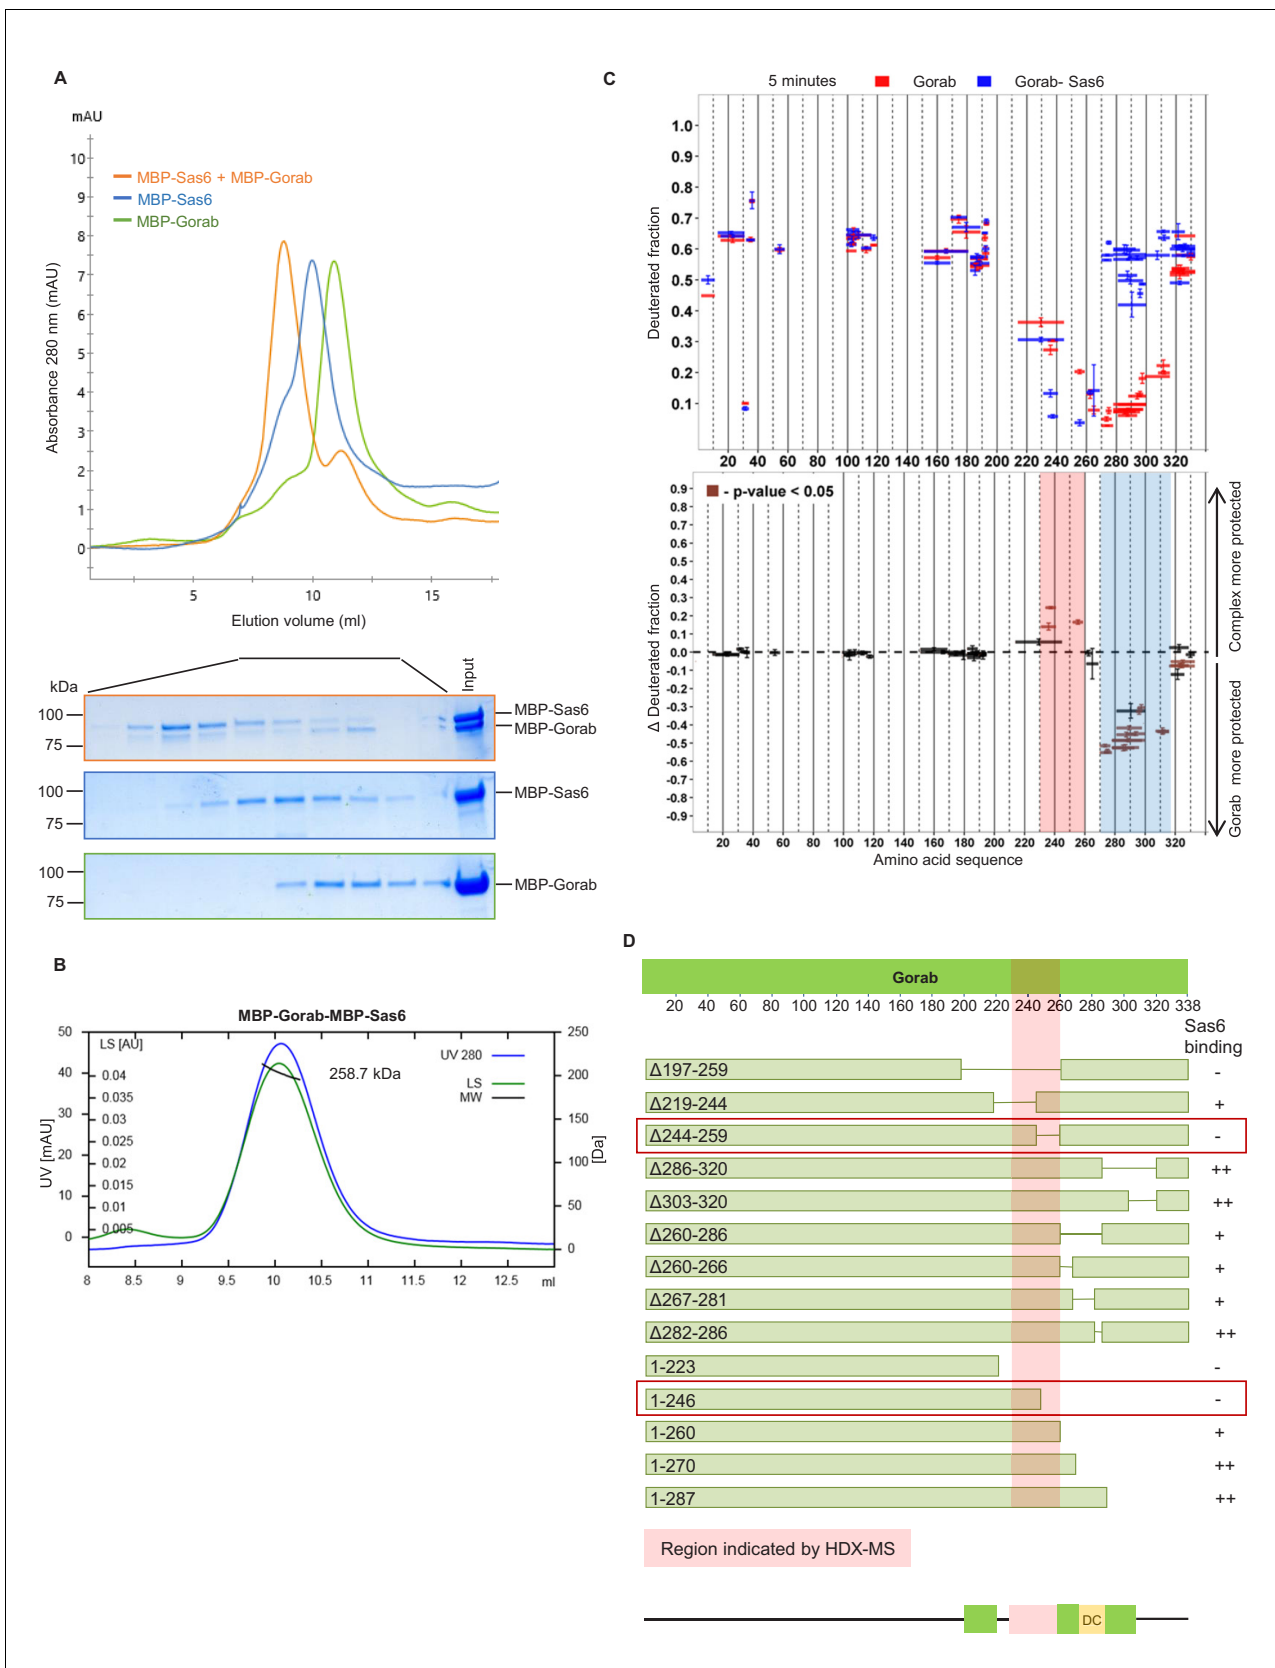 A
mAU
10
9
8
7
6
5
4
3
2
1
0
Absorbance 280 nm (mAU)
MBP-Sas6 + MBP-Gorab
MBP-Sas6
MBP-Gorab
5 10 15
Elution volume (ml)
kDa
Input
100
75
MBP-Sas6
MBP-Gorab
100
75
MBP-Sas6
100
75
MBP-Gorab
B
MBP-Gorab-MBP-Sas6
50
40
30
20
10
0
UV [mAU]
LS [AU]
0.04
0.035
0.03
0.025
0.02
0.015
0.01
0.005
UV 280
LS
MW
258.7 kDa
250
200
150
100
50
0
[Da]
8 8.5 9 9.5 10 10.5 11 11.5 12 12.5 ml
C
5 minutes Gorab Gorab- Sas6
1.0
0.9
0.8
0.7
0.6
0.5
0.4
0.3
0.2
0.1
Deuterated fraction
20 40 60 80 100 120 140 160 180 200 220 240 260 280 300 320
- p-value < 0.05
0.9
0.8
0.7
0.6
0.5
0.4
0.3
0.2
0.1
0.0
-0.1
-0.2
-0.3
-0.4
-0.5
-0.6
-0.7
-0.8
-0.9
Δ Deuterated fraction
Complex more protected
Gorab more protected
20 40 60 80 100 120 140 160 180 200 220 240 260 280 300 320
Amino acid sequence
D
Gorab
20 40 60 80 100 120 140 160 180 200 220 240 260 280 300 320 338
Sas6
binding
Δ197-259 -
Δ219-244 +
Δ244-259 -
Δ286-320 ++
Δ303-320 ++
Δ260-286 +
Δ260-266 +
Δ267-281 +
Δ282-286 ++
1-223 -
1-246 -
1-260 +
1-270 ++
1-287 ++
Region indicated by HDX-MS
DC